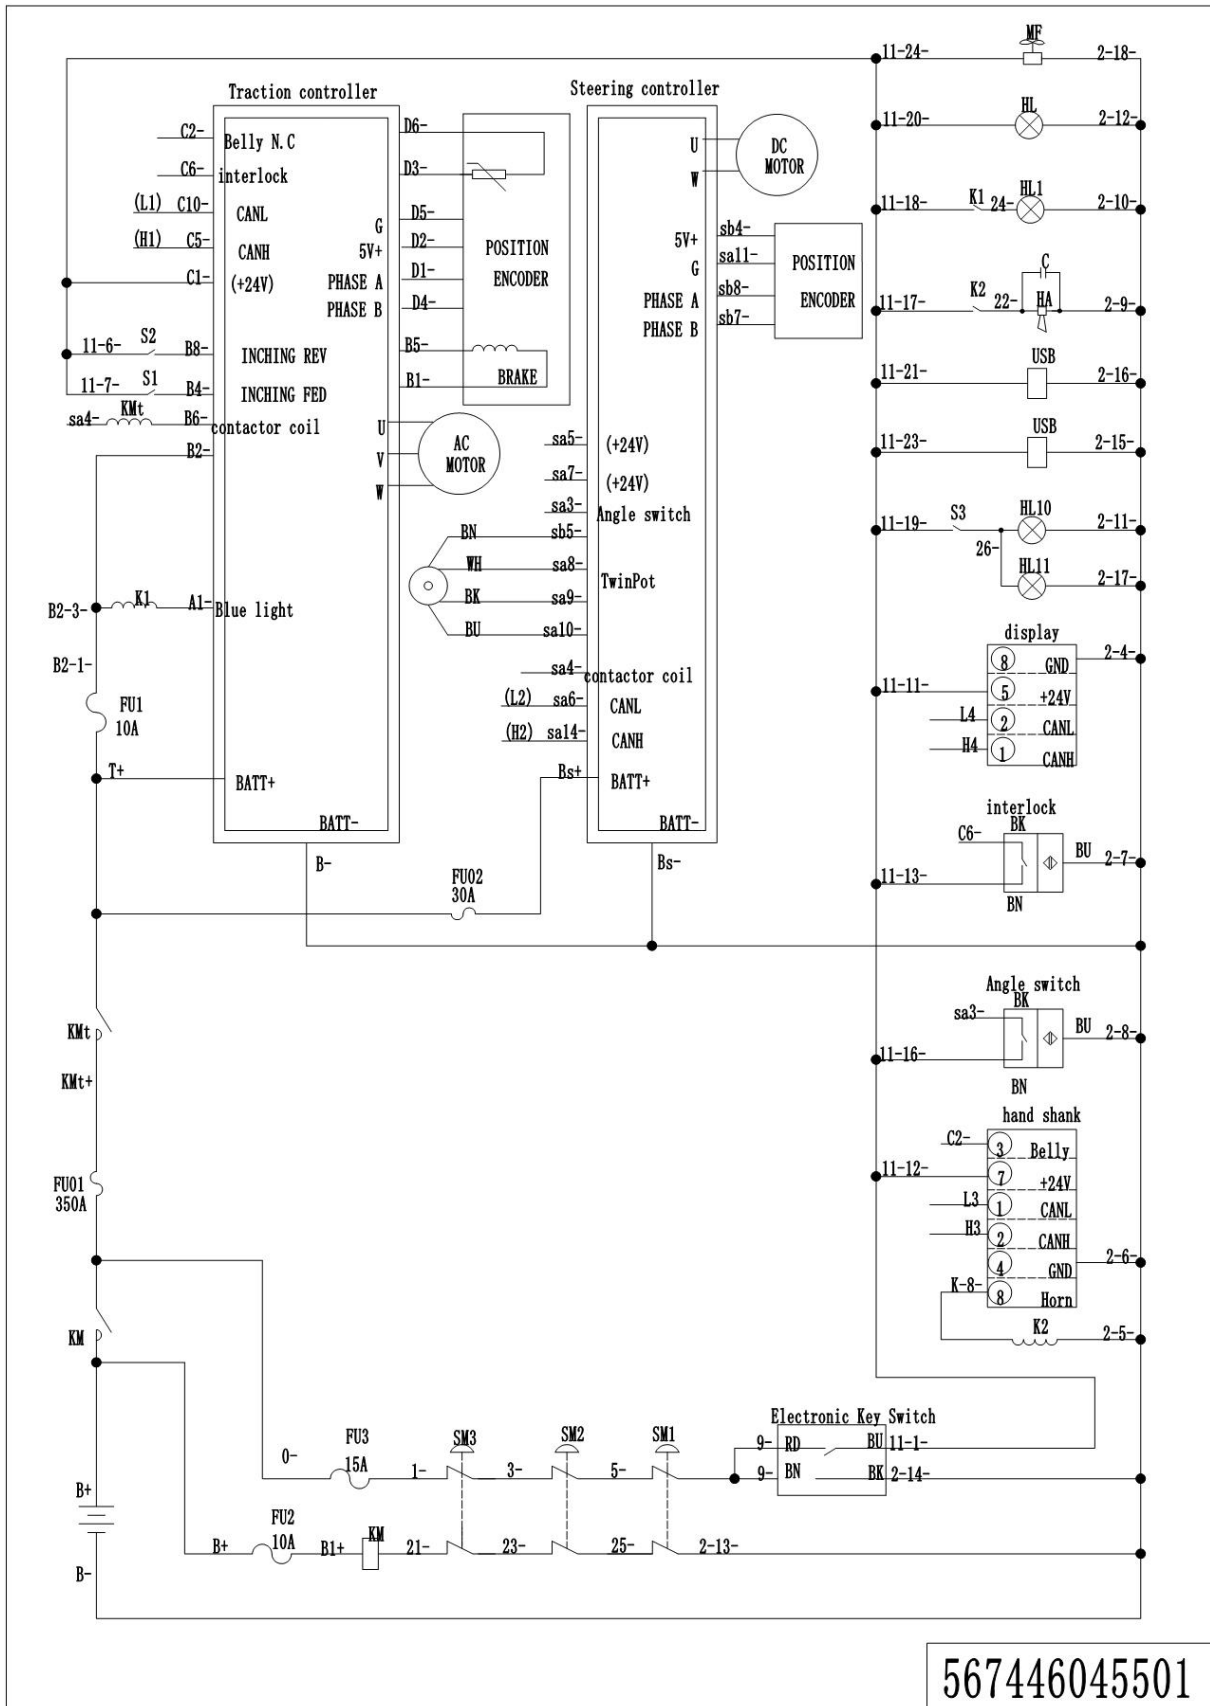 MF
11-24-
2-18-
Traction controller
Steering controller
C2-
Belly N.C
D6-
U
DC
MOTOR
W
HL
11-20-
2-12-
C6-
interlock
D3-
(L1)
C10-
CANL
D5-
G
K1
24-
HL1
11-18-
2-10-
(H1)
C5-
CANH
D2-
5V+
POSITION
ENCODER
sb4-
5V+
sa11-
G
POSITION
ENCODER
C1-
(+24V)
D1-
PHASE A
sb8-
PHASE A
C
D4-
PHASE B
sb7-
PHASE B
11-17-
K2
22-
HA
2-9-
11-6-
S2
B8-
INCHING REV
B5-
BRAKE
USB
11-21-
2-16-
11-7-
S1
B4-
INCHING FED
B1-
sa4-
KMt
B6-
contactor coil
U
AC
MOTOR
V
W
B2-
sa5-
(+24V)
USB
11-23-
2-15-
sa7-
(+24V)
sa3-
Angle switch
11-19-
S3
26-
HL10
2-11-
HL11
2-17-
BN
sb5-
WH
sa8-
TwinPot
BK
sa9-
BU
sa10-
B2-3-
K1
A1-
Blue light
B2-1-
FU1
10A
display
8
GND
2-4-
11-11-
5
+24V
L4
2
CANL
H4
1
CANH
sa4-
contactor coil
(L2)
sa6-
CANL
(H2)
sa14-
CANH
T+
BATT+
Bs+
BATT+
BATT-
BATT-
B-
Bs-
interlock
BK
C6-
BU
2-7-
11-13-
BN
FU02
30A
Angle switch
BK
sa3-
BU
2-8-
11-16-
BN
KMt
KMt+
FU01
350A
hand shank
C2-
3
Belly
11-12-
7
+24V
L3
1
CANL
H3
2
CANH
4
GND
2-6-
K-8-
8
Horn
K2
2-5-
KM
Electronic Key Switch
0-
FU3
15A
1-
SM3
3-
SM2
5-
SM1
9-
RD
BU
11-1-
9-
BN
BK
2-14-
B+
B+
FU2
10A
B1+
KM
21-
23-
25-
2-13-
B-
567446045501